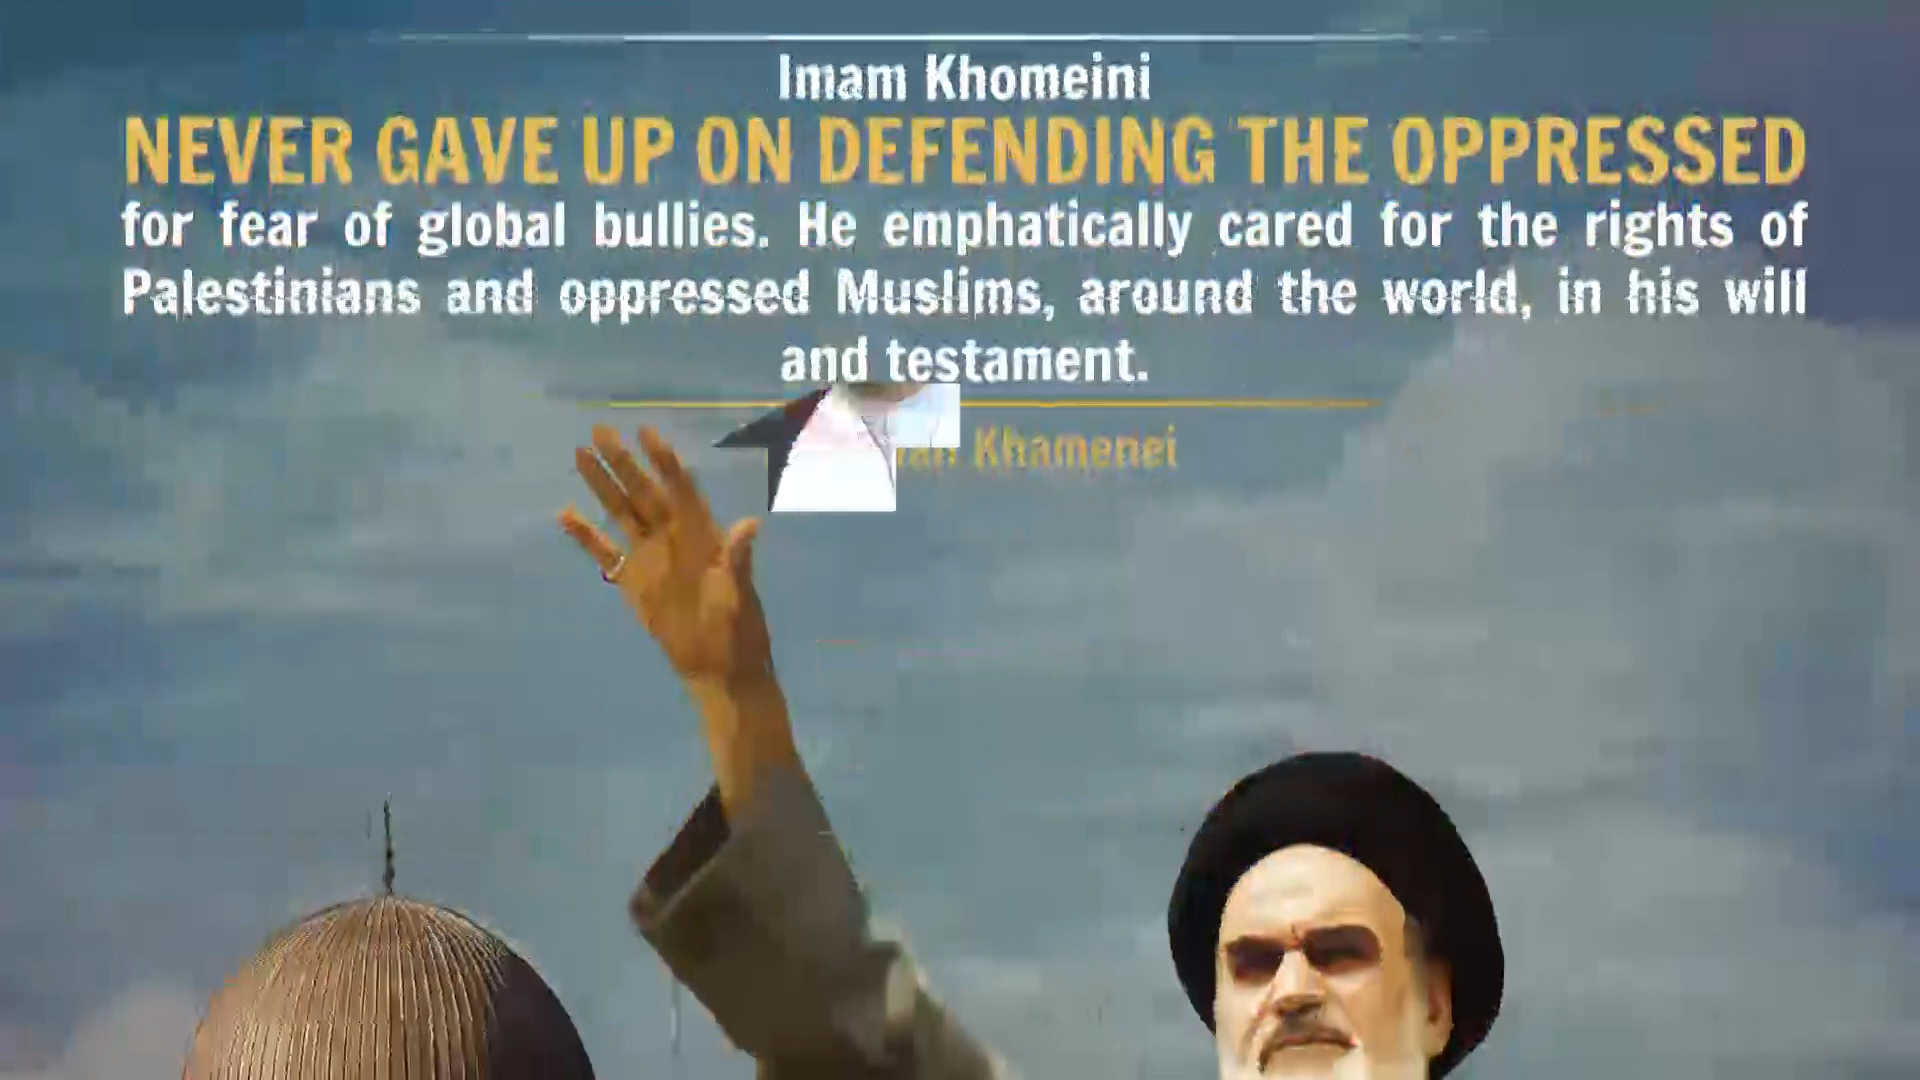 Imam Khomeini
NEVER GAVE UP ON DEFENDING THE OPPRESSED
for fear of global bullies. He emphatically cared for the rights of
Palestinians and oppressed Muslims, around the world, in his will
and testament.
Khamenei